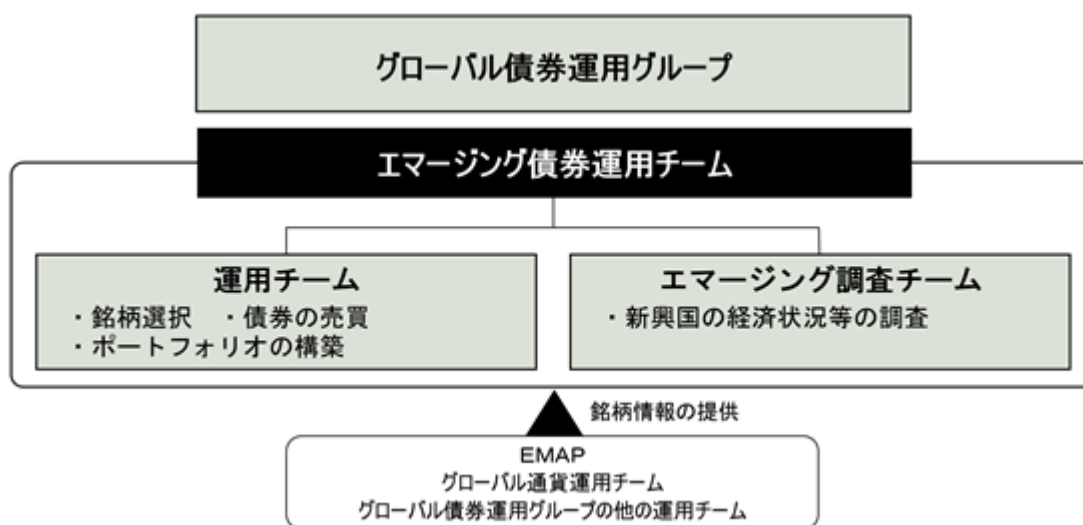 グローバル債券運用グループ
エマージング債券運用チーム
運用チーム
・銘柄選択　・債券の売買
・ポートフォリオの構築
エマージング調査チーム
・新興国の経済状況等の調査
銘柄情報の提供
EMAP
グローバル通貨運用チーム
グローバル債券運用グループの他の運用チーム